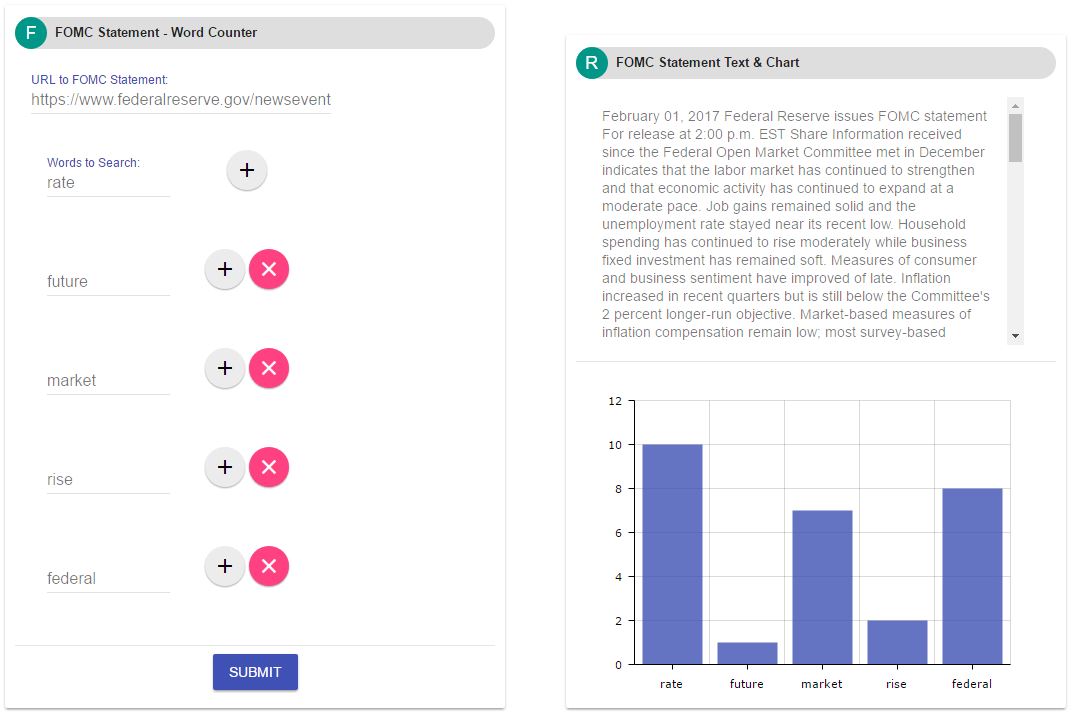 F
FOMC Statement - Word Counter
URL to FOMC Statement:
https://www.federalreserve.gov/newsevent
Words to Search:
rate
+
future
+
×
market
+
×
rise
+
×
federal
+
×
SUBMIT
R
FOMC Statement Text & Chart
February 01, 2017 Federal Reserve issues FOMC statement
For release at 2:00 p.m. EST Share Information received
since the Federal Open Market Committee met in December
indicates that the labor market has continued to strengthen
and that economic activity has continued to expand at a
moderate pace. Job gains remained solid and the
unemployment rate stayed near its recent low. Household
spending has continued to rise moderately while business
fixed investment has remained soft. Measures of consumer
and business sentiment have improved of late. Inflation
increased in recent quarters but is still below the Committee's
2 percent longer-run objective. Market-based measures of
inflation compensation remain low; most survey-based
12
10
8
6
4
2
0
rate future market rise federal